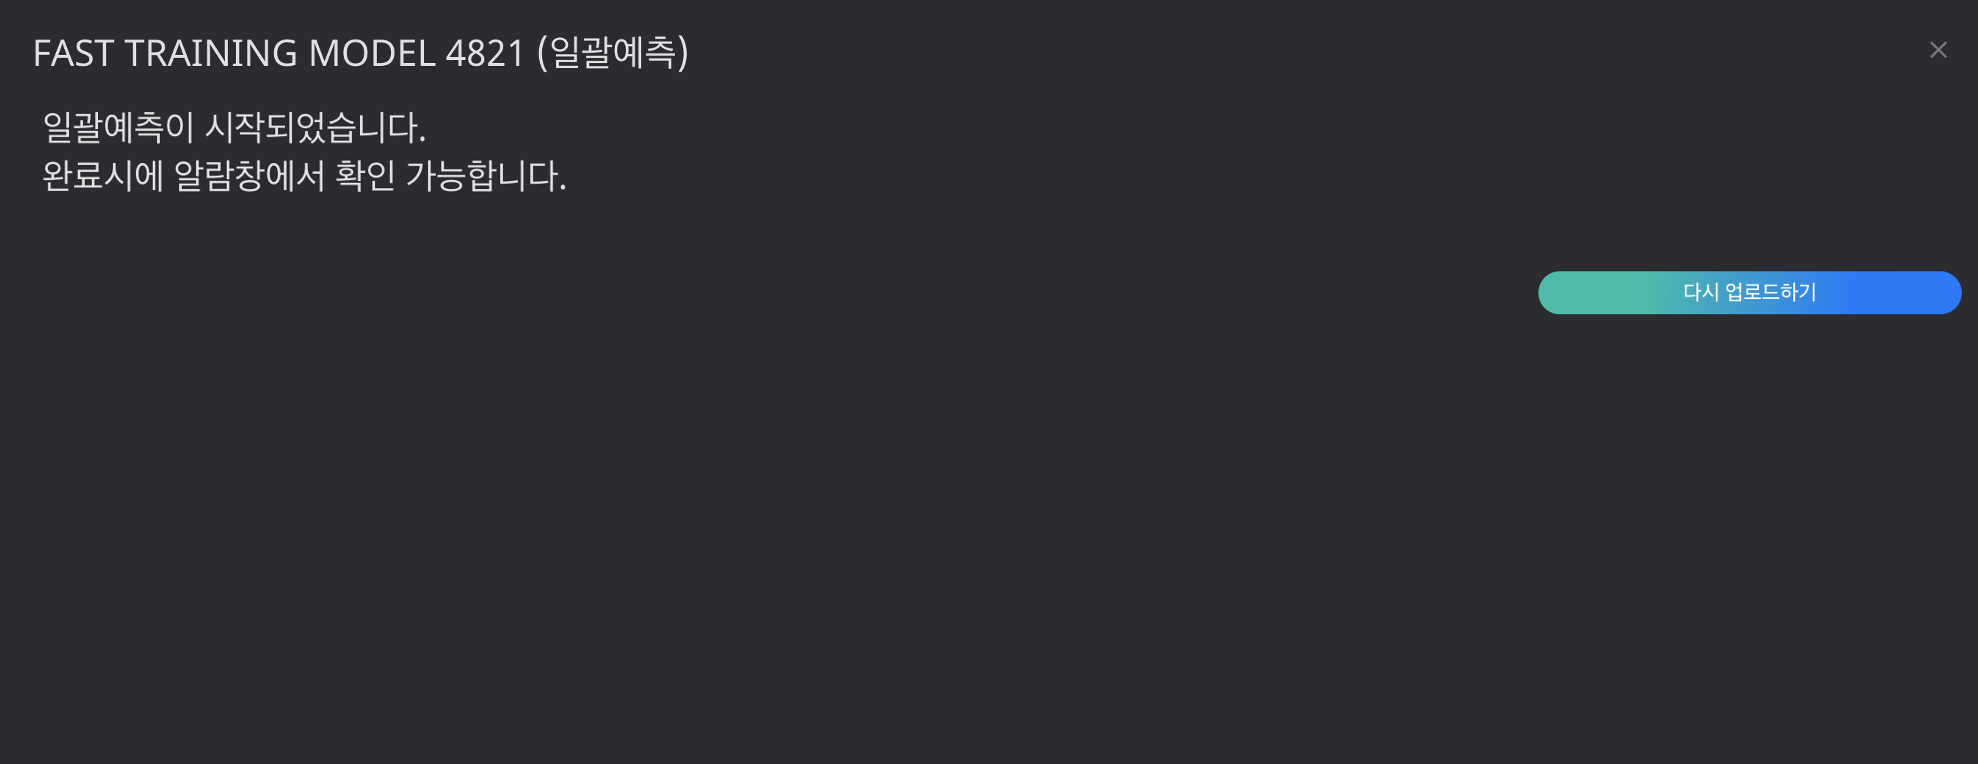 FAST TRAINING MODEL 4821 (일괄예측)
일괄예측이 시작되었습니다.
완료시에 알람창에서 확인 가능합니다.
다시 업로드하기